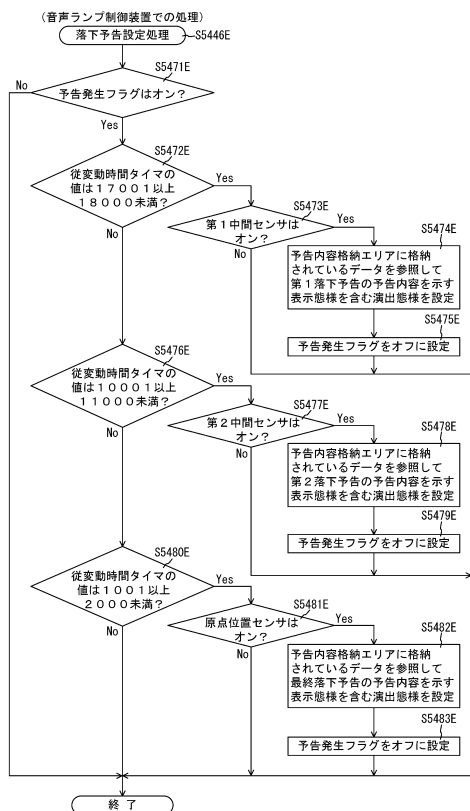 (音声ランプ制御装置での処理)
落下予告設定処理
S5446E
S5471E
予告発生フラグはオン?
No
Yes
S5472E
従変動時間タイマの
値は17001以上
18000未満?
Yes
No
S5473E
第1中間センサは
オン?
Yes
No
S5474E
予告内容格納エリアに格納
されているデータを参照して
第1落下予告の予告内容を示す
表示態様を含む演出態様を設定
S5475E
予告発生フラグをオフに設定
S5476E
従変動時間タイマの
値は10001以上
11000未満?
Yes
No
S5477E
第2中間センサは
オン?
Yes
No
S5478E
予告内容格納エリアに格納
されているデータを参照して
第2落下予告の予告内容を示す
表示態様を含む演出態様を設定
S5479E
予告発生フラグをオフに設定
S5480E
従変動時間タイマの
値は1001以上
2000未満?
Yes
No
S5481E
原点位置センサは
オン?
Yes
No
S5482E
予告内容格納エリアに格納
されているデータを参照して
最終落下予告の予告内容を示す
表示態様を含む演出態様を設定
S5483E
予告発生フラグをオフに設定
終了